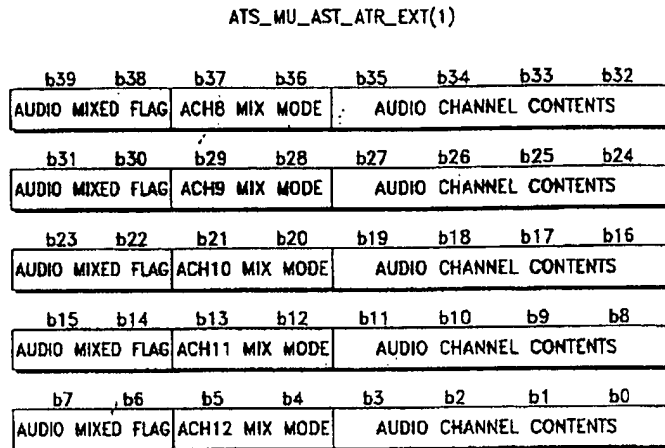 ATS_MU_AST_ATR_EXT(1)
b39 b38 b37 b36 b35 b34 b33 b32
AUDIO MIXED FLAG ACH8 MIX MODE AUDIO CHANNEL CONTENTS
b31 b30 b29 b28 b27 b26 b25 b24
AUDIO MIXED FLAG ACH9 MIX MODE AUDIO CHANNEL CONTENTS
b23 b22 b21 b20 b19 b18 b17 b16
AUDIO MIXED FLAG ACH10 MIX MODE AUDIO CHANNEL CONTENTS
b15 b14 b13 b12 b11 b10 b9 b8
AUDIO MIXED FLAG ACH11 MIX MODE AUDIO CHANNEL CONTENTS
b7 b6 b5 b4 b3 b2 b1 b0
AUDIO MIXED FLAG ACH12 MIX MODE AUDIO CHANNEL CONTENTS